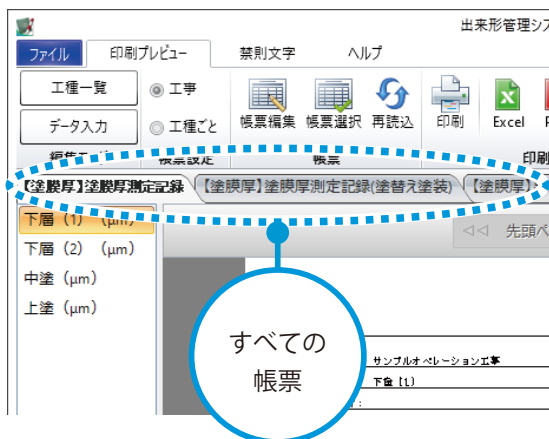 出来形管理シス
ファイル 印刷プレビュー 禁則文字 ヘルプ
工種一覧 工事 帳票編集 帳票選択 再読込 印刷 Excel
データ入力 工種ごと
帳票設定 帳票 印刷
【塗膜厚】塗膜厚測定記録 【塗膜厚】塗膜厚測定記録(塗替え塗装) 【塗膜厚】
下層 (1) (μm)
下層 (2) (μm)
中塗 (μm)
上塗 (μm)
先頭ペ
すべての
帳票
サンプルオペレーション工事